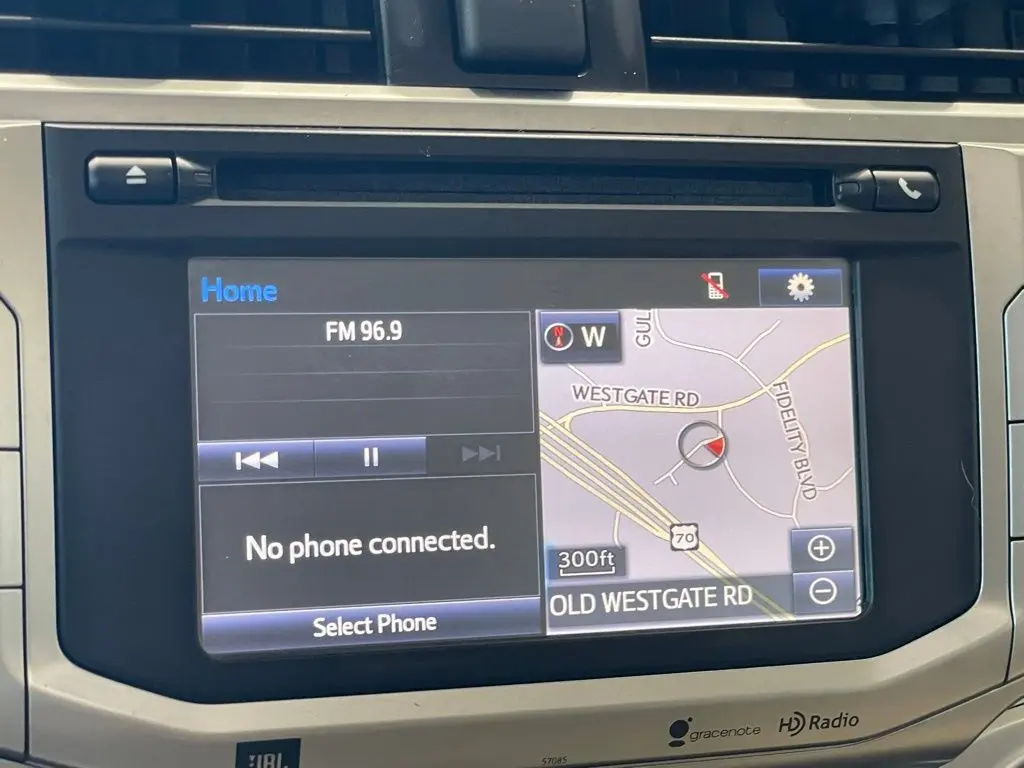 Home
FM 96.9
No phone connected.
Select Phone
N W
GUL
WESTGATE RD
FIDELITY BLVD
70
300ft
OLD WESTGATE RD
gracenote
HD Radio
JBL
57085